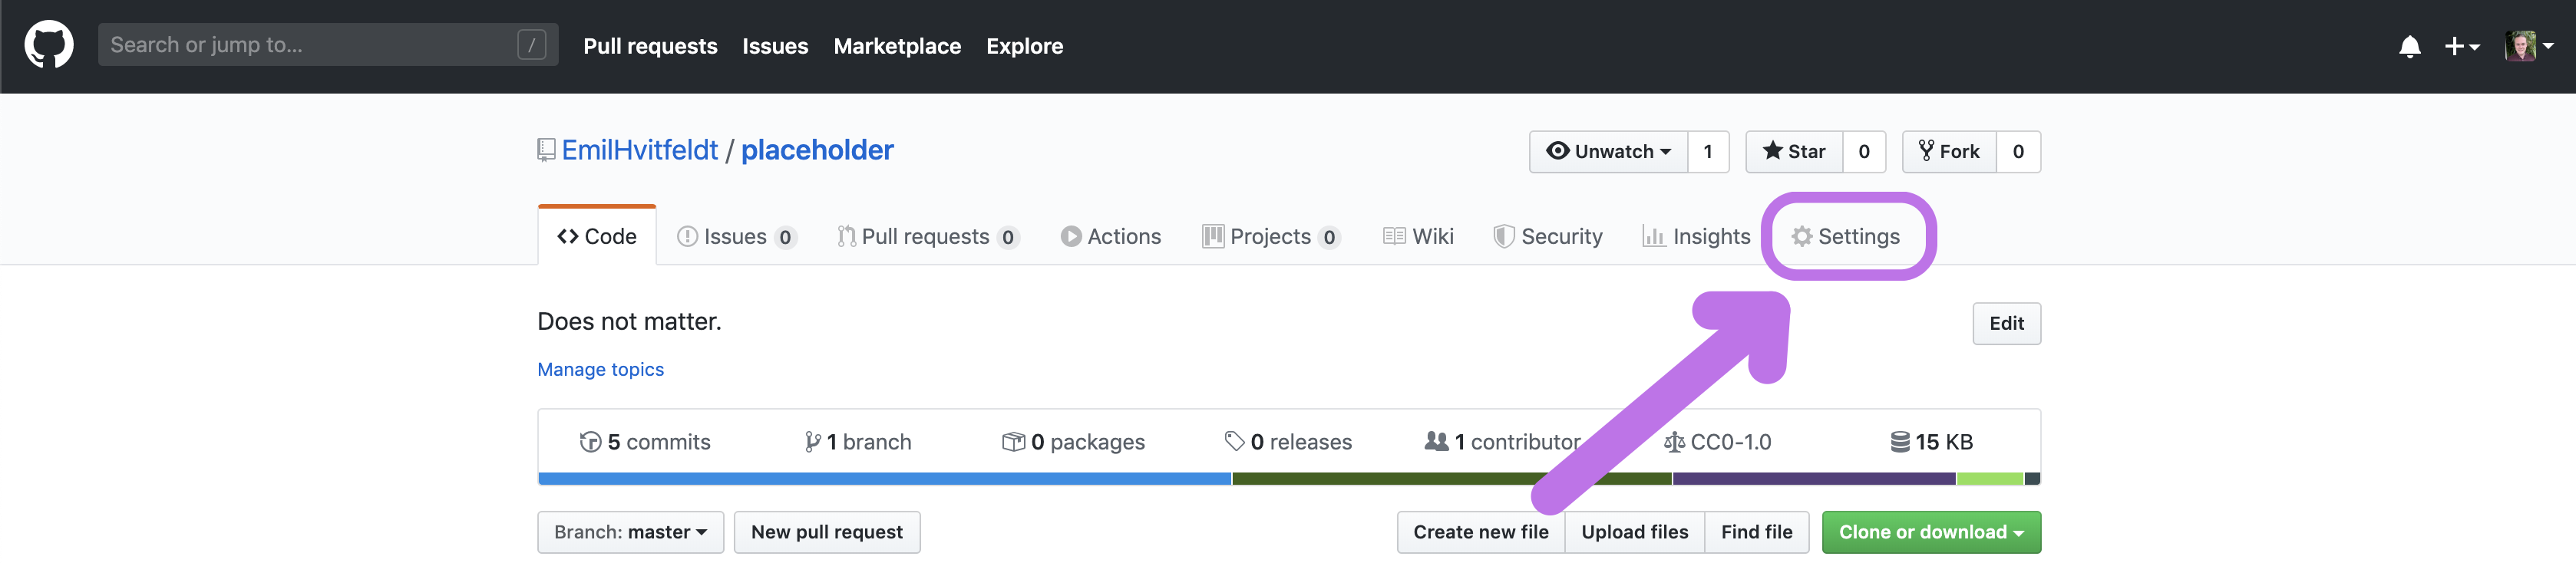 Search or jump to... / Pull requests Issues Marketplace Explore
EmilHvitfeldt / placeholder Unwatch 1 Star 0 Fork 0
Code Issues 0 Pull requests 0 Actions Projects 0 Wiki Security Insights Settings
Does not matter. Edit
Manage topics
5 commits 1 branch 0 packages 0 releases 1 contributor CC0-1.0 15 KB
Branch: master New pull request Create new file Upload files Find file Clone or download